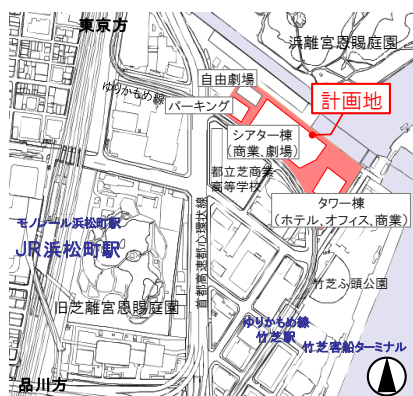 東京方
浜離宮恩賜庭園
自由劇場
ゆりかもめ線
計画地
パーキング
シアター棟
(商業、劇場)
都立芝商業
高等学校
タワー棟
(ホテル、オフィス、商業)
モノレール浜松町駅
JR浜松町駅
首都高速都心環状線
旧芝離宮恩賜庭園
竹芝ふ頭公園
ゆりかもめ線
竹芝駅
竹芝客船ターミナル
品川方